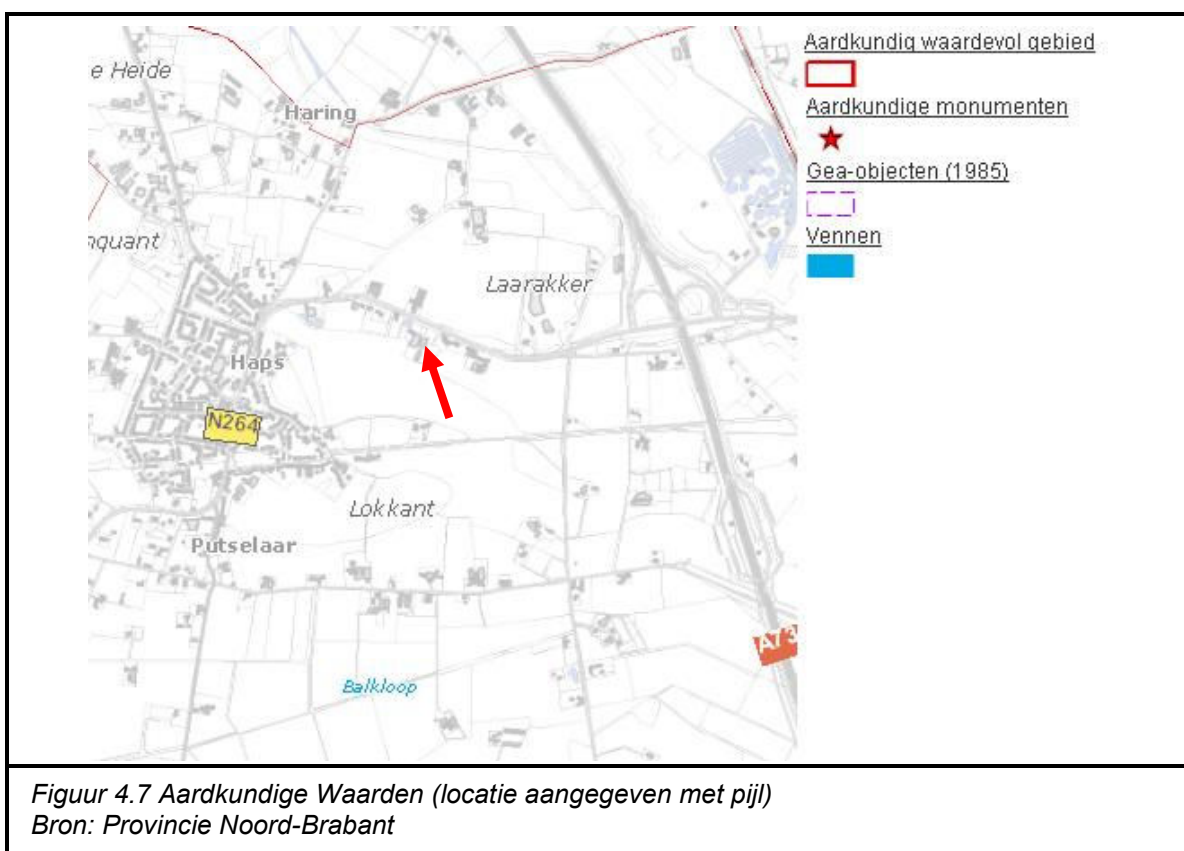 e Heide
Haring
nquant
Laarakker
Haps
N264
Lokkant
Putselaar
A73
Balkloop
Aardkundig waardevol gebied
Aardkundige monumenten
Gea-objecten (1985)
Vennen
Figuur 4.7 Aardkundige Waarden (locatie aangegeven met pijl)
Bron: Provincie Noord-Brabant